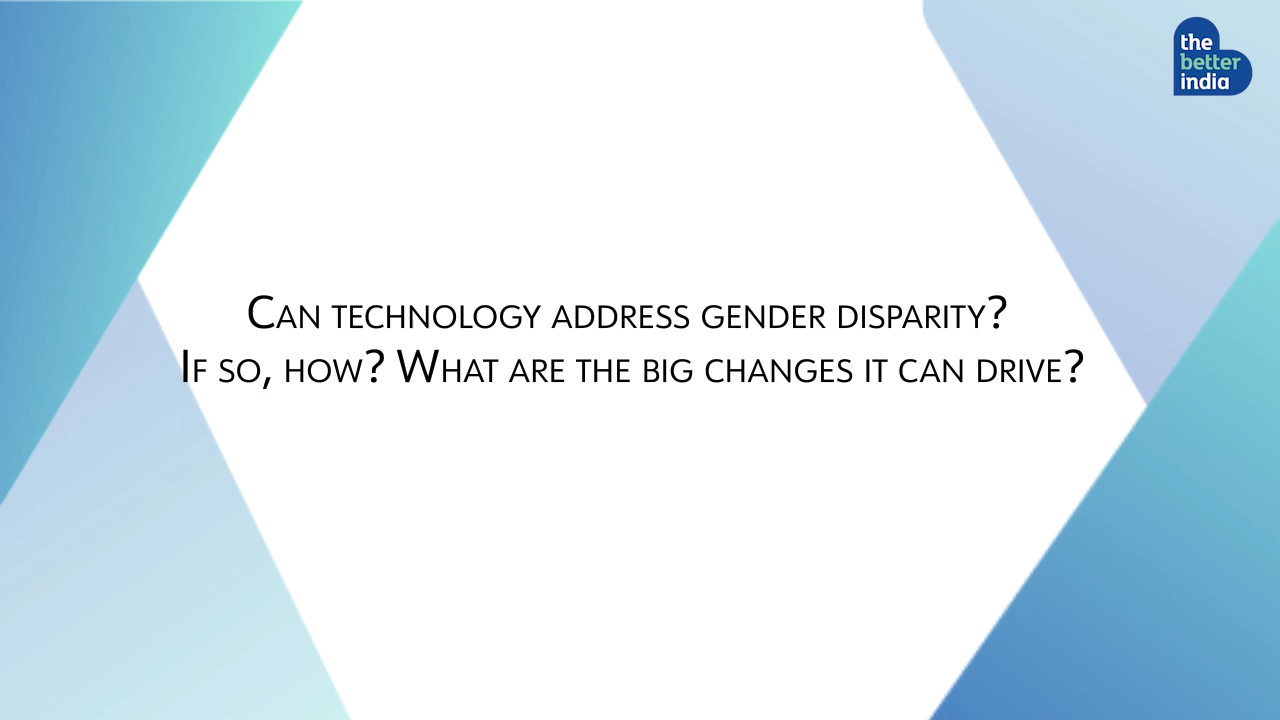 the
better
india
Can technology address gender disparity?
If so, how? What are the big changes it can drive?